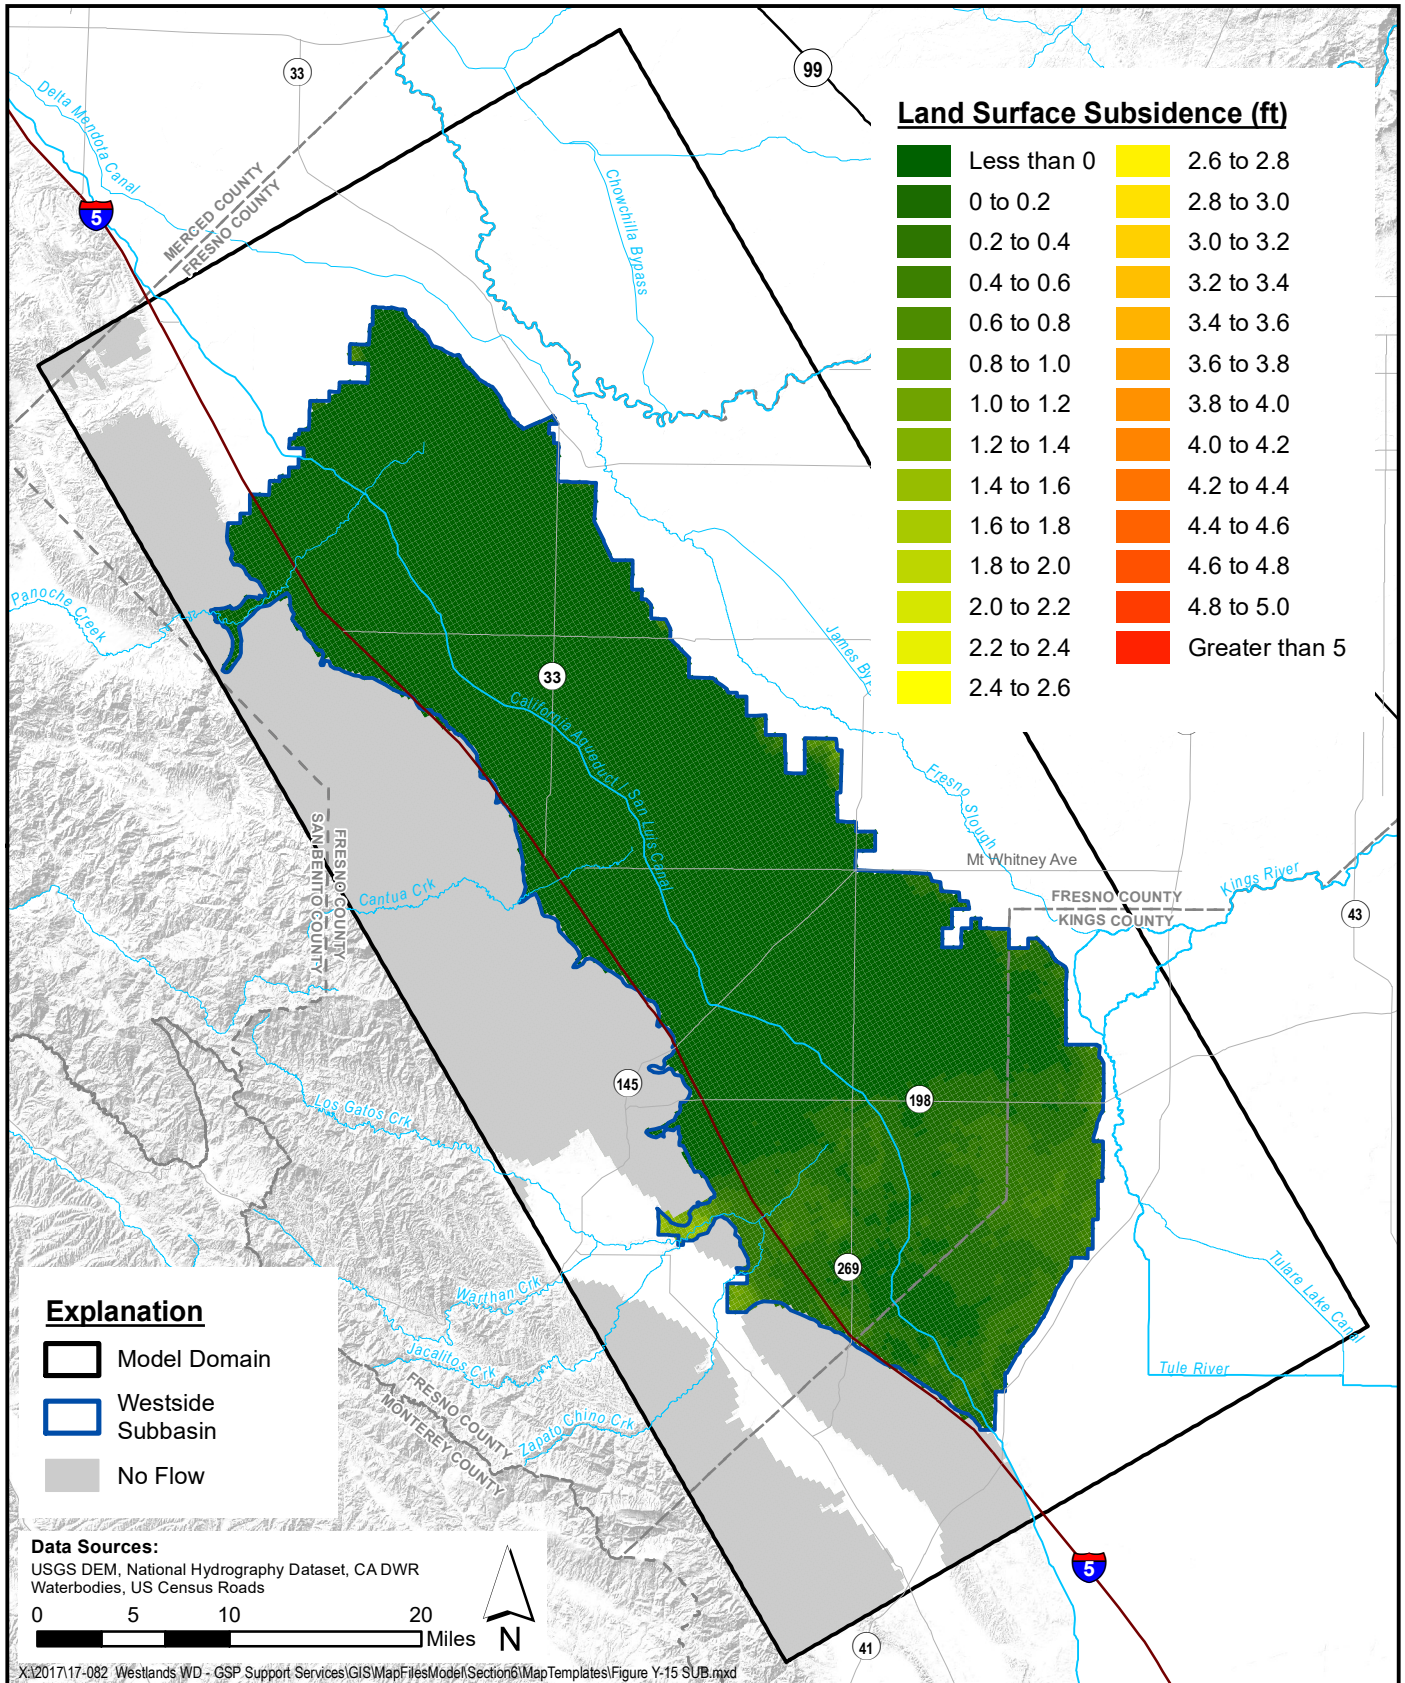 33
99
Delta Mendota Canal
5
MERCED COUNTY
FRESNO COUNTY
Chowchilla Bypass
Land Surface Subsidence (ft)
Less than 0
0 to 0.2
0.2 to 0.4
0.4 to 0.6
0.6 to 0.8
0.8 to 1.0
1.0 to 1.2
1.2 to 1.4
1.4 to 1.6
1.6 to 1.8
1.8 to 2.0
2.0 to 2.2
2.2 to 2.4
2.4 to 2.6
2.6 to 2.8
2.8 to 3.0
3.0 to 3.2
3.2 to 3.4
3.4 to 3.6
3.6 to 3.8
3.8 to 4.0
4.0 to 4.2
4.2 to 4.4
4.4 to 4.6
4.6 to 4.8
4.8 to 5.0
Greater than 5
Panoche Creek
James By
33
California Aqueduct / San Luis Canal
Fresno Slough
SAN BENITO COUNTY
FRESNO COUNTY
Cantua Crk
Mt Whitney Ave
Kings River
FRESNO COUNTY
KINGS COUNTY
43
145
198
Los Gatos Crk
269
Warthan Crk
Jacalitos Crk
Zapato Chino Crk
FRESNO COUNTY
MONTEREY COUNTY
Tulare Lake Canal
Tule River
5
41
Explanation
Model Domain
Westside
Subbasin
No Flow
Data Sources:
USGS DEM, National Hydrography Dataset, CA DWR
Waterbodies, US Census Roads
0 5 10 20
Miles
N
X:\2017\17-082 Westlands WD - GSP Support Services\GIS\MapFilesModel\Section6\MapTemplates\Figure Y-15 SUB.mxd